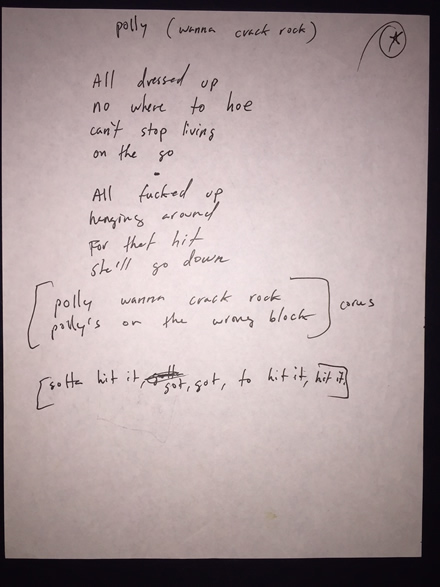 polly (wanna crack rock)
All dressed up
no where to hoe
can't stop living
on the go
All fucked up
hanging around
For that hit
she'll go down
polly wanna crack rock
polly's on the wrong block
corus
gotta hit it, got, got, to hit it, hit it